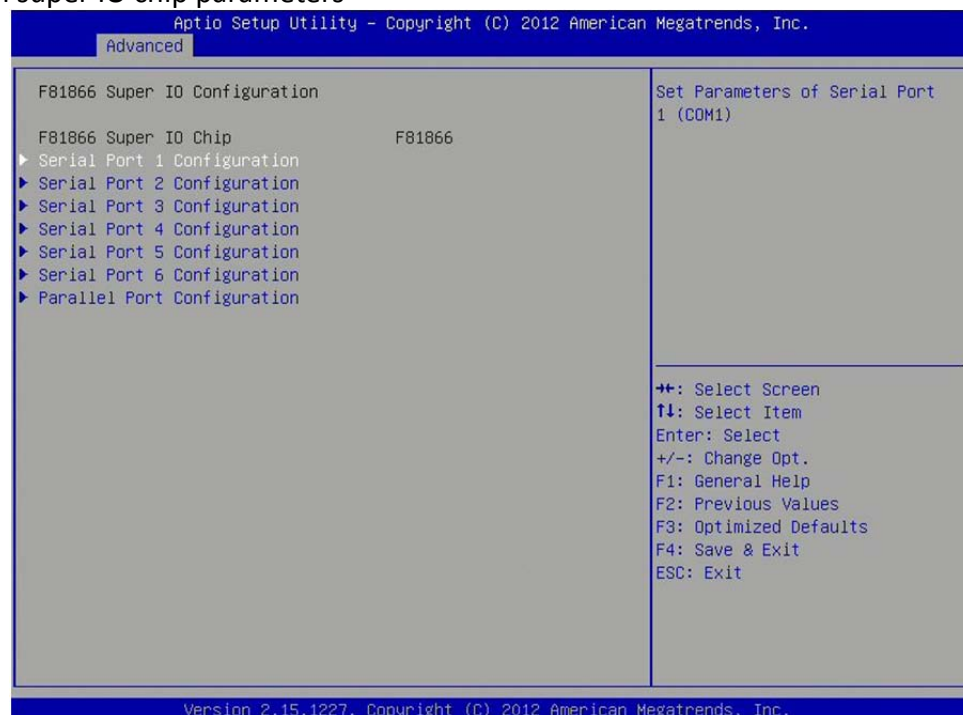 super IO chip parameters
Aptio Setup Utility – Copyright (C) 2012 American Megatrends, Inc.
Advanced
F81866 Super IO Configuration
F81866 Super IO Chip F81866
Serial Port 1 Configuration
Serial Port 2 Configuration
Serial Port 3 Configuration
Serial Port 4 Configuration
Serial Port 5 Configuration
Serial Port 6 Configuration
Parallel Port Configuration
Set Parameters of Serial Port
1 (COM1)
→←: Select Screen
↑↓: Select Item
Enter: Select
+/-: Change Opt.
F1: General Help
F2: Previous Values
F3: Optimized Defaults
F4: Save & Exit
ESC: Exit
Version 2.15.1227. Copyright (C) 2012 American Megatrends, Inc.